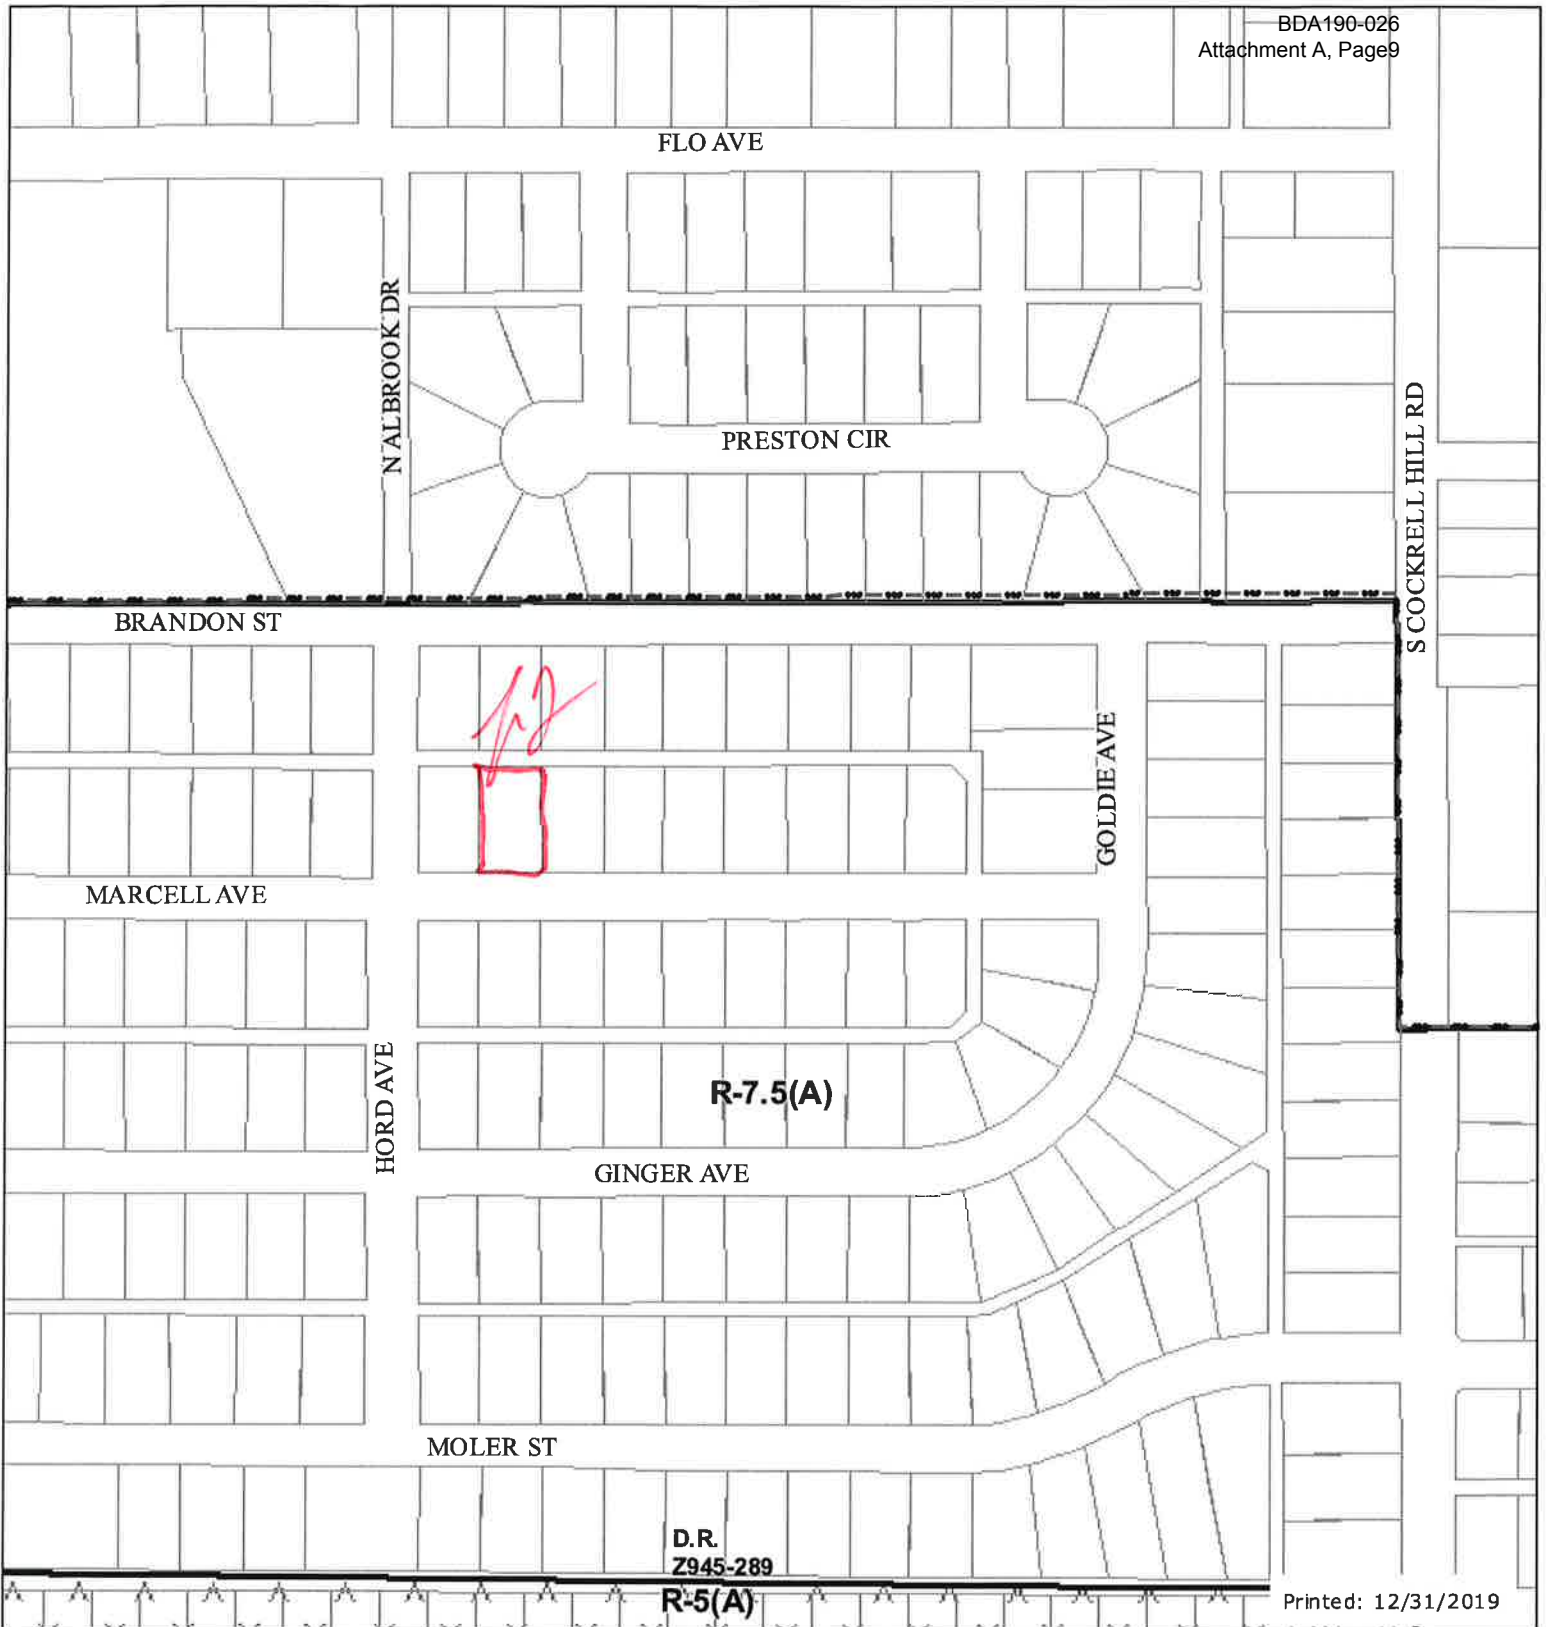 BDA190-026
Attachment A, Page9
FLO AVE
N ALBROOK DR
PRESTON CIR
S COCKRELL HILL RD
BRANDON ST
GOLDIE AVE
MARCELL AVE
HORD AVE
R-7.5(A)
GINGER AVE
MOLER ST
D.R.
Z945-289
R-5(A)
Printed: 12/31/2019